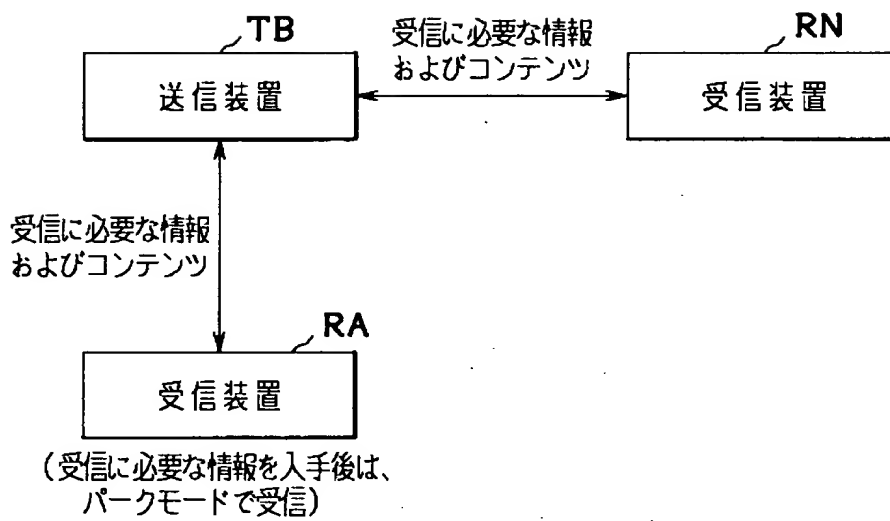 TB
送信装置
受信に必要な情報
およびコンテンツ
RN
受信装置
受信に必要な情報
およびコンテンツ
RA
受信装置
(受信に必要な情報を入手後は、
パークモードで受信)